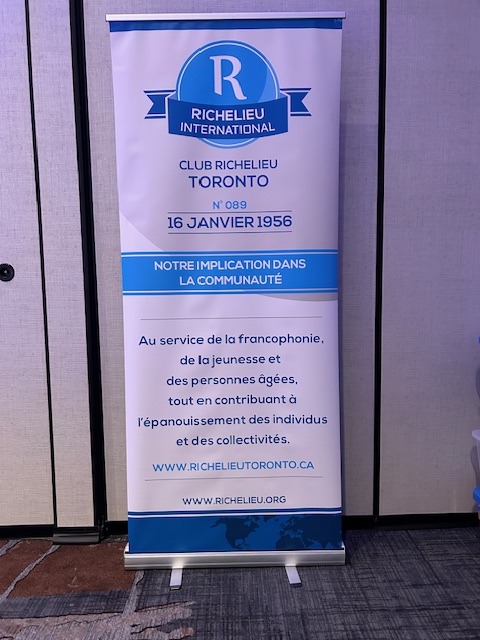 R
RICHELIEU
INTERNATIONAL
CLUB RICHELIEU
TORONTO
N° 089
16 JANVIER 1956
NOTRE IMPLICATION DANS
LA COMMUNAUTÉ
Au service de la francophonie,
de la jeunesse et
des personnes âgées,
tout en contribuant à
l'épanouissement des individus
et des collectivités.
WWW.RICHELIEUTORONTO.CA
WWW.RICHELIEU.ORG